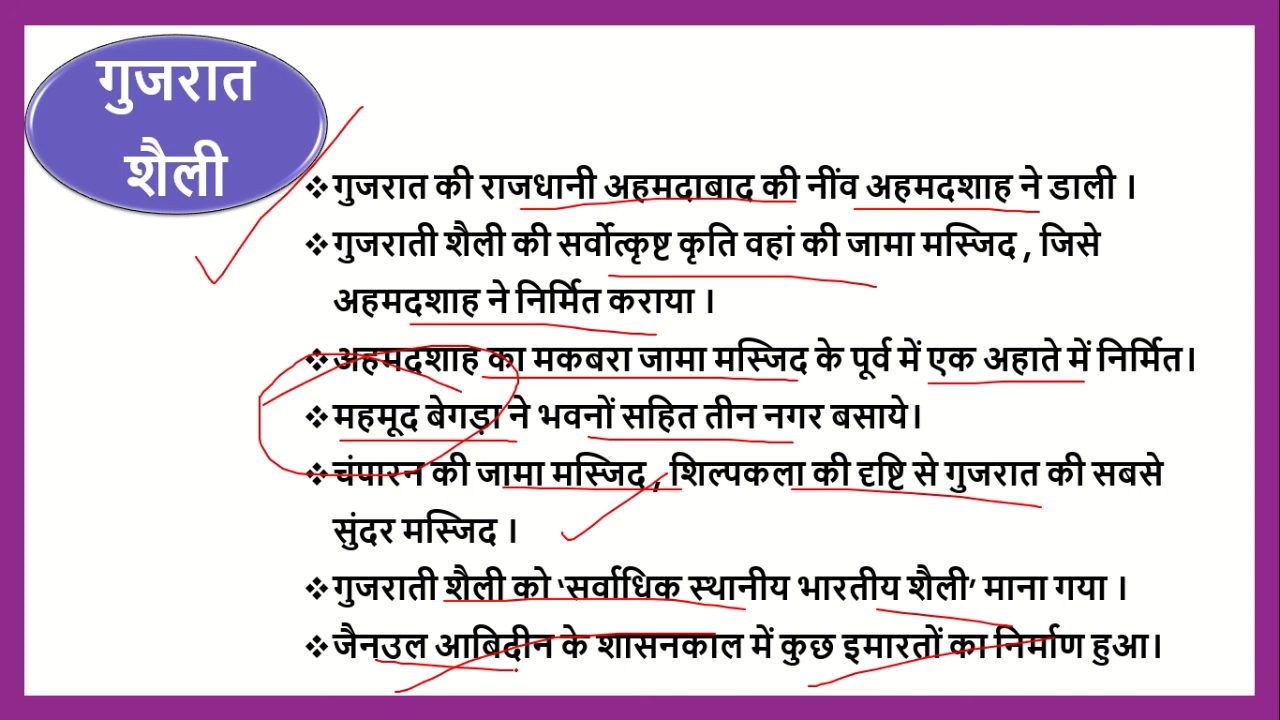 गुजरात
शैली
❖गुजरात की राजधानी अहमदाबाद की नींव अहमदशाह ने डाली ।
❖गुजराती शैली की सर्वोत्कृष्ट कृति वहां की जामा मस्जिद , जिसे
अहमदशाह ने निर्मित कराया ।
❖अहमदशाह का मकबरा जामा मस्जिद के पूर्व में एक अहाते में निर्मित।
❖महमूद बेगड़ा ने भवनों सहित तीन नगर बसाये।
❖चंपारन की जामा मस्जिद , शिल्पकला की दृष्टि से गुजरात की सबसे
सुंदर मस्जिद ।
❖गुजराती शैली को ‘सर्वाधिक स्थानीय भारतीय शैली’ माना गया ।
❖जैनउल आबिदीन के शासनकाल में कुछ इमारतों का निर्माण हुआ।